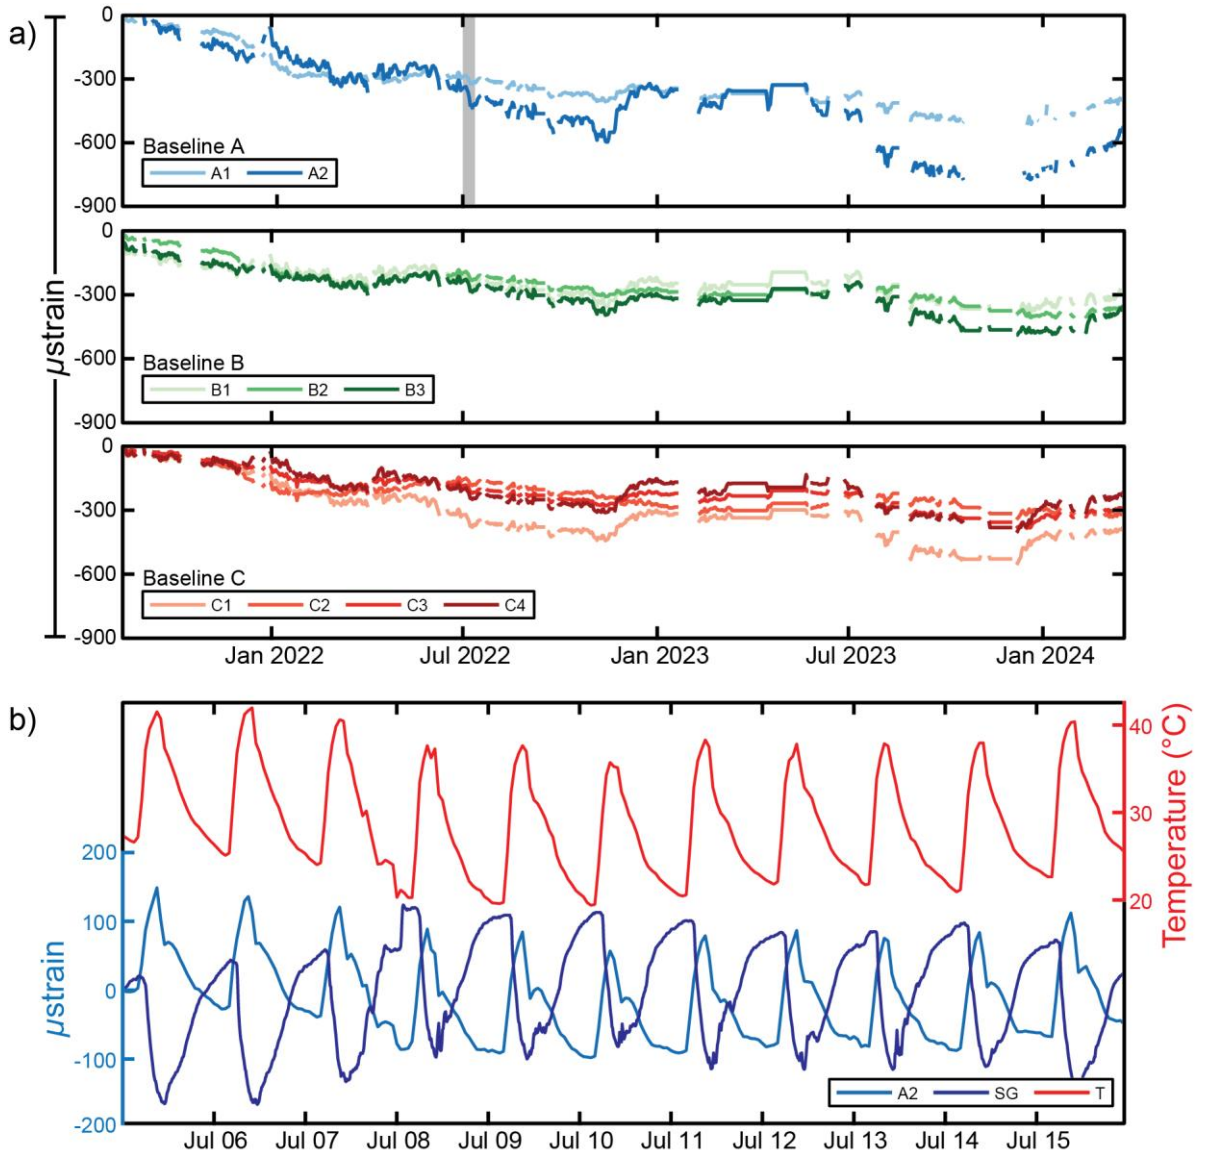 a)
0
-300
-600
-900
Baseline A
A1 A2
0
-300
-600
-900
Baseline B
B1 B2 B3
μstrain
0
-300
-600
-900
Baseline C
C1 C2 C3 C4
Jan 2022 Jul 2022 Jan 2023 Jul 2023 Jan 2024
b)
200
100
0
-100
-200
μstrain
40
30
20
Temperature (°C)
A2 SG T
Jul 06 Jul 07 Jul 08 Jul 09 Jul 10 Jul 11 Jul 12 Jul 13 Jul 14 Jul 15